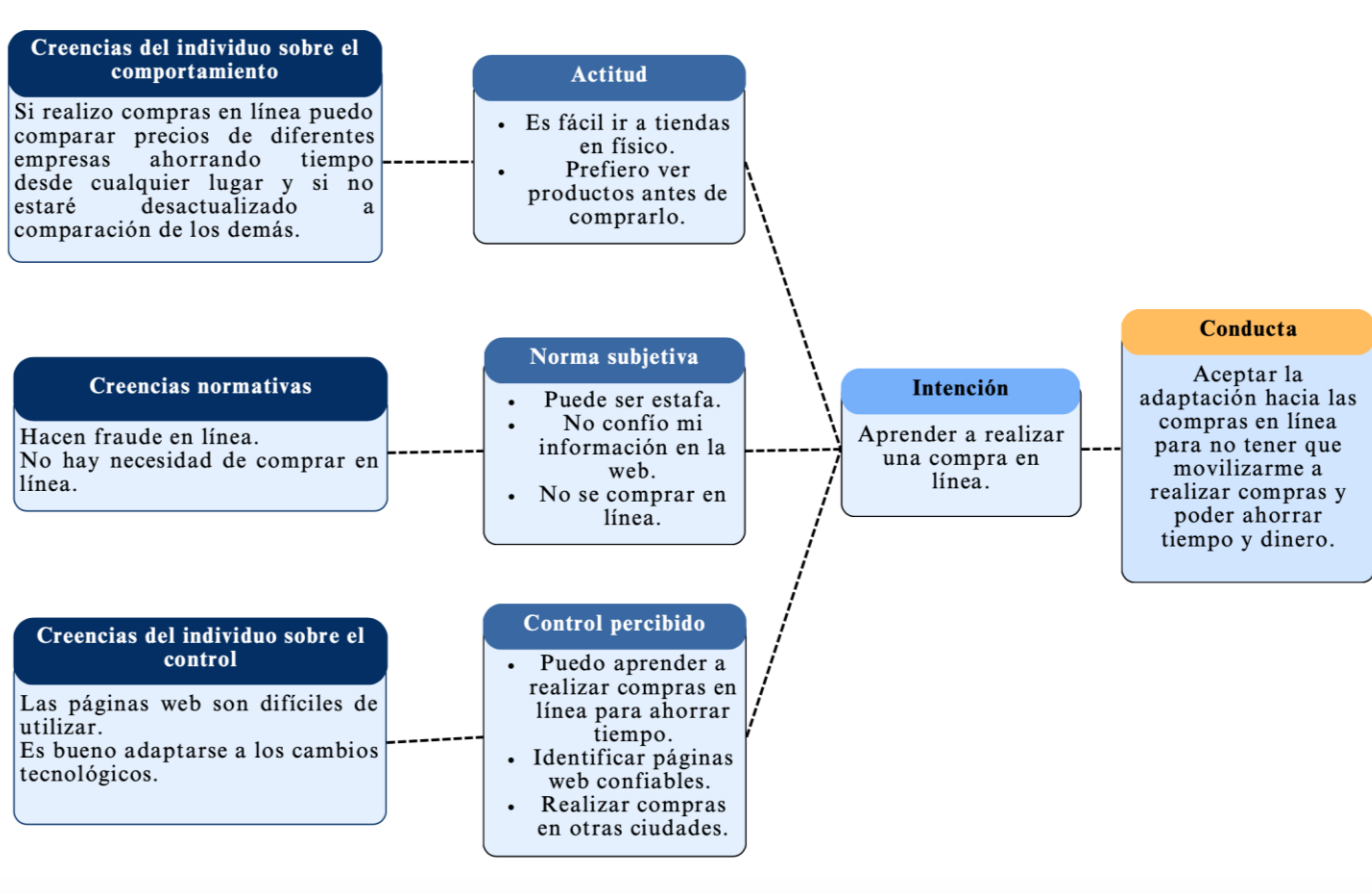 Creencias del individuo sobre el
comportamiento
Si realizo compras en línea puedo
comparar precios de diferentes
empresas ahorrando tiempo
desde cualquier lugar y si no
estaré desactualizado a
comparación de los demás.
Actitud
• Es fácil ir a tiendas
en físico.
• Prefiero ver
productos antes de
comprarlo.
Creencias normativas
Hacen fraude en línea.
No hay necesidad de comprar en
línea.
Norma subjetiva
• Puede ser estafa.
• No confío mi
información en la
web.
• No se comprar en
línea.
Creencias del individuo sobre el
control
Las páginas web son difíciles de
utilizar.
Es bueno adaptarse a los cambios
tecnológicos.
Control percibido
• Puedo aprender a
realizar compras en
línea para ahorrar
tiempo.
• Identificar páginas
web confiables.
• Realizar compras
en otras ciudades.
Intención
Aprender a realizar
una compra en
línea.
Conducta
Aceptar la
adaptación hacia las
compras en línea
para no tener que
movilizarme a
realizar compras y
poder ahorrar
tiempo y dinero.